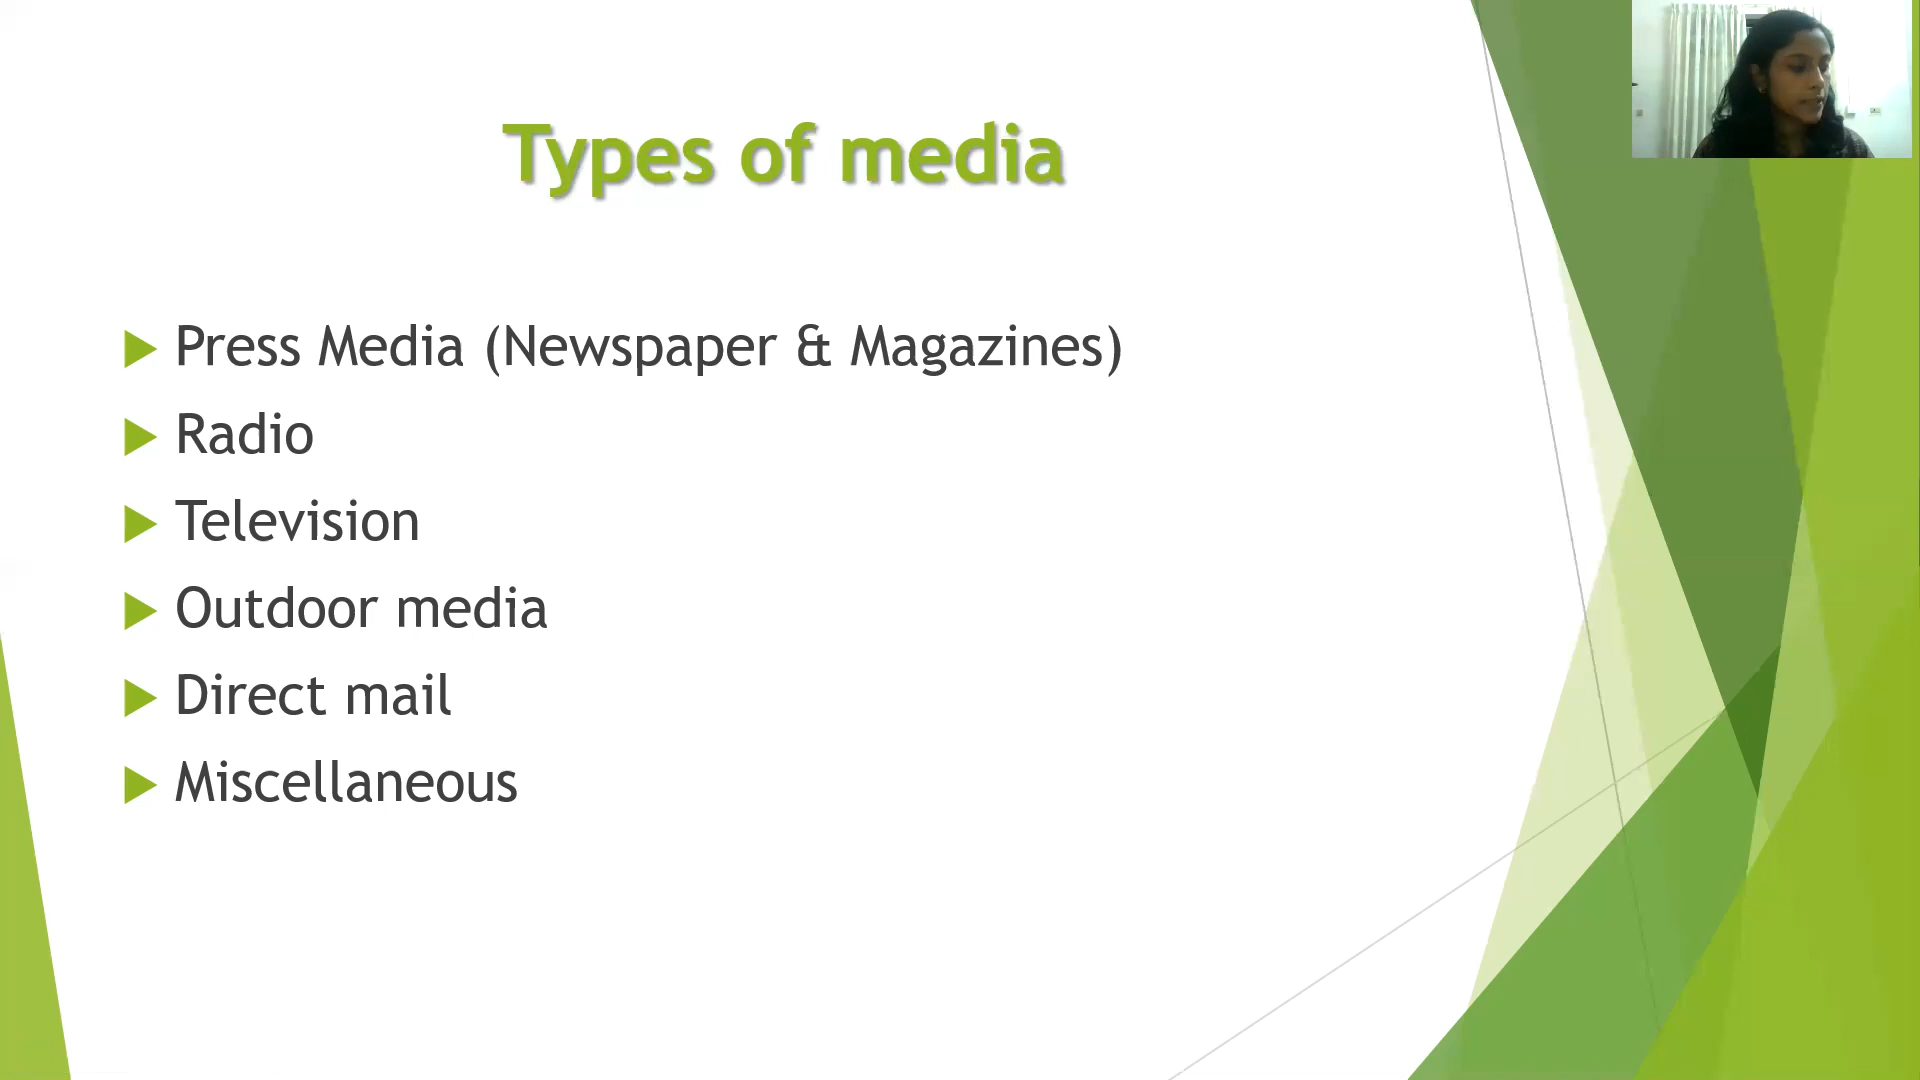 Types of media
Press Media (Newspaper & Magazines)
Radio
Television
Outdoor media
Direct mail
Miscellaneous